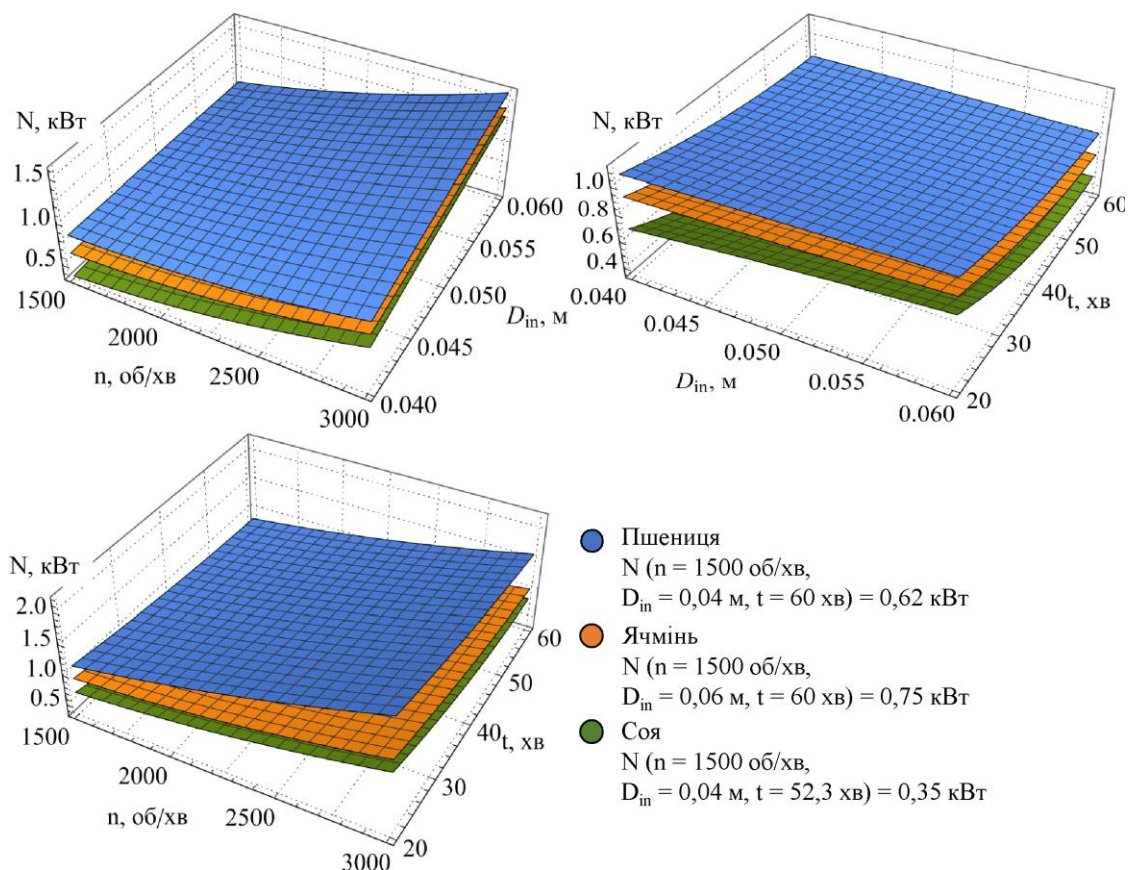 N, кВт
1.5
1.0
0.5
1500
2000
2500
3000
n, об/хв
0.060
0.055
0.050
0.045
0.040
D_in, м
N, кВт
1.0
0.8
0.6
0.4
0.040
0.045
0.050
0.055
0.060
D_in, м
60
50
40
30
20
t, хв
N, кВт
2.0
1.5
1.0
0.5
1500
2000
2500
3000
n, об/хв
60
50
40
30
20
t, хв
Пшениця
N (n = 1500 об/хв,
D_in = 0,04 м, t = 60 хв) = 0,62 кВт
Ячмінь
N (n = 1500 об/хв,
D_in = 0,06 м, t = 60 хв) = 0,75 кВт
Соя
N (n = 1500 об/хв,
D_in = 0,04 м, t = 52,3 хв) = 0,35 кВт